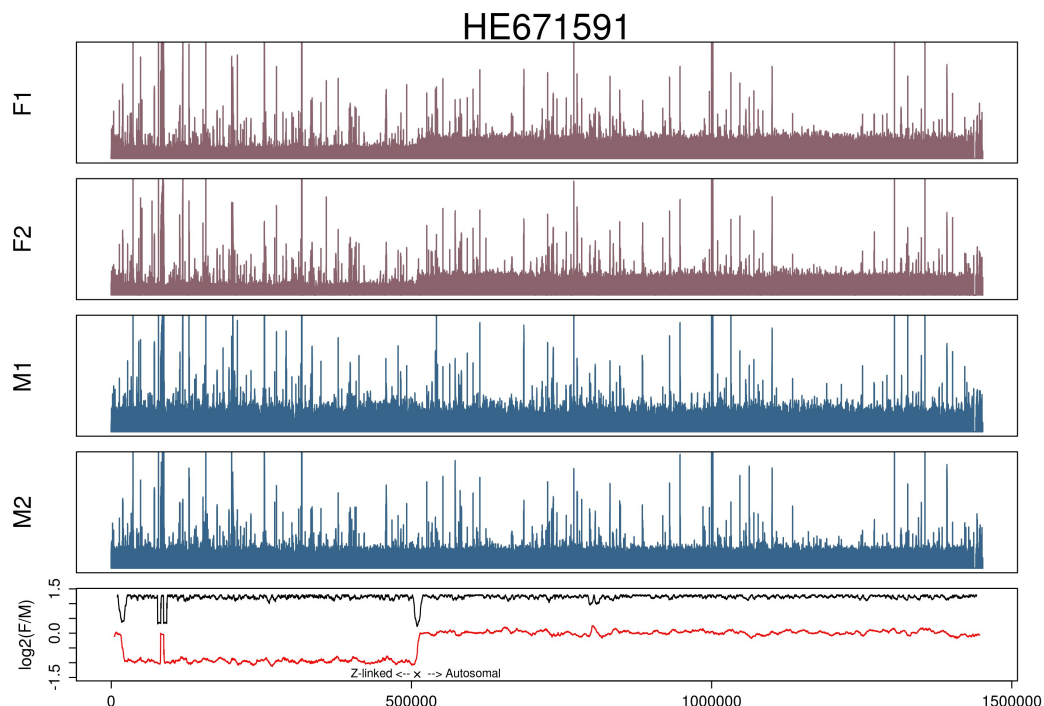 HE671591
F1
F2
M1
M2
log2(F/M)
1.5
0.0
-1.5
Z-linked <-- × --> Autosomal
0 500000 1000000 1500000